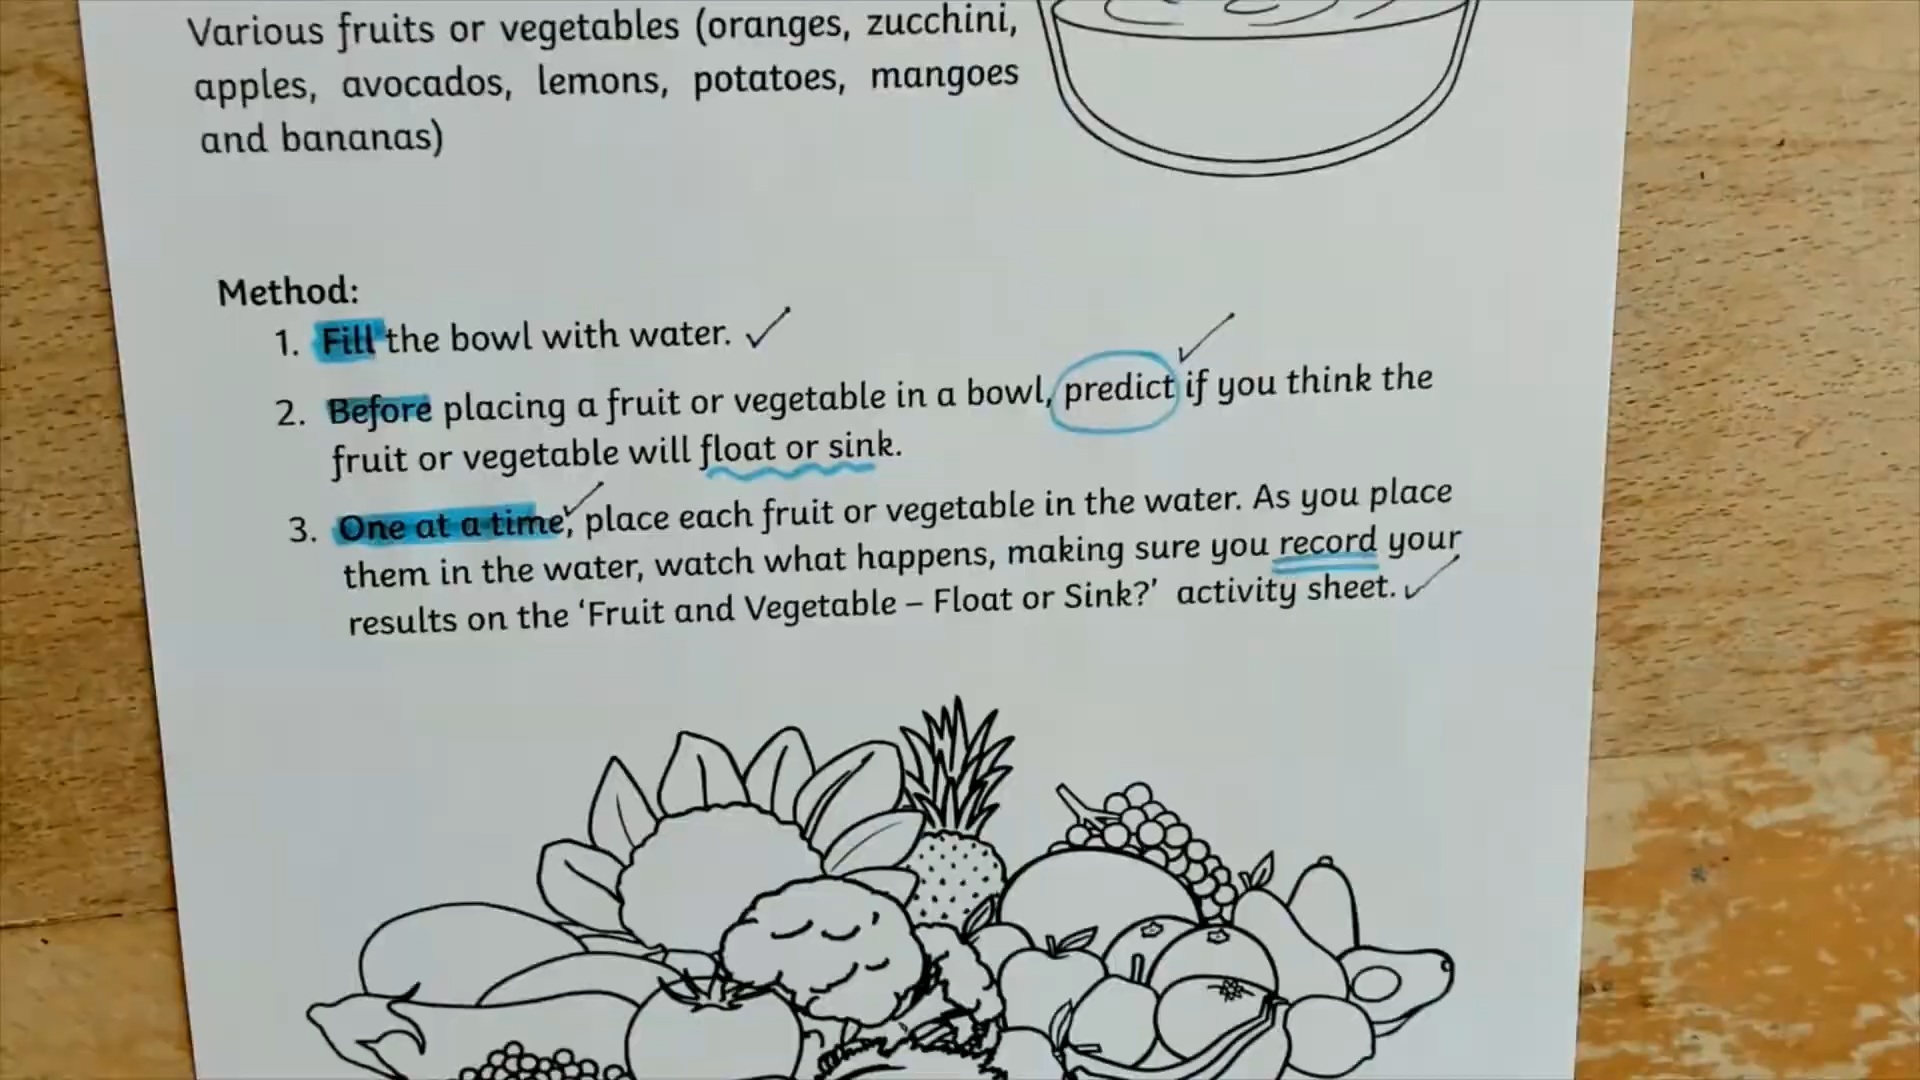 Various fruits or vegetables (oranges, zucchini,
apples, avocados, lemons, potatoes, mangoes
and bananas)
Method:
1. Fill the bowl with water.
2. Before placing a fruit or vegetable in a bowl, predict if you think the
fruit or vegetable will float or sink.
3. One at a time, place each fruit or vegetable in the water. As you place
them in the water, watch what happens, making sure you record your
results on the ‘Fruit and Vegetable – Float or Sink?’ activity sheet.